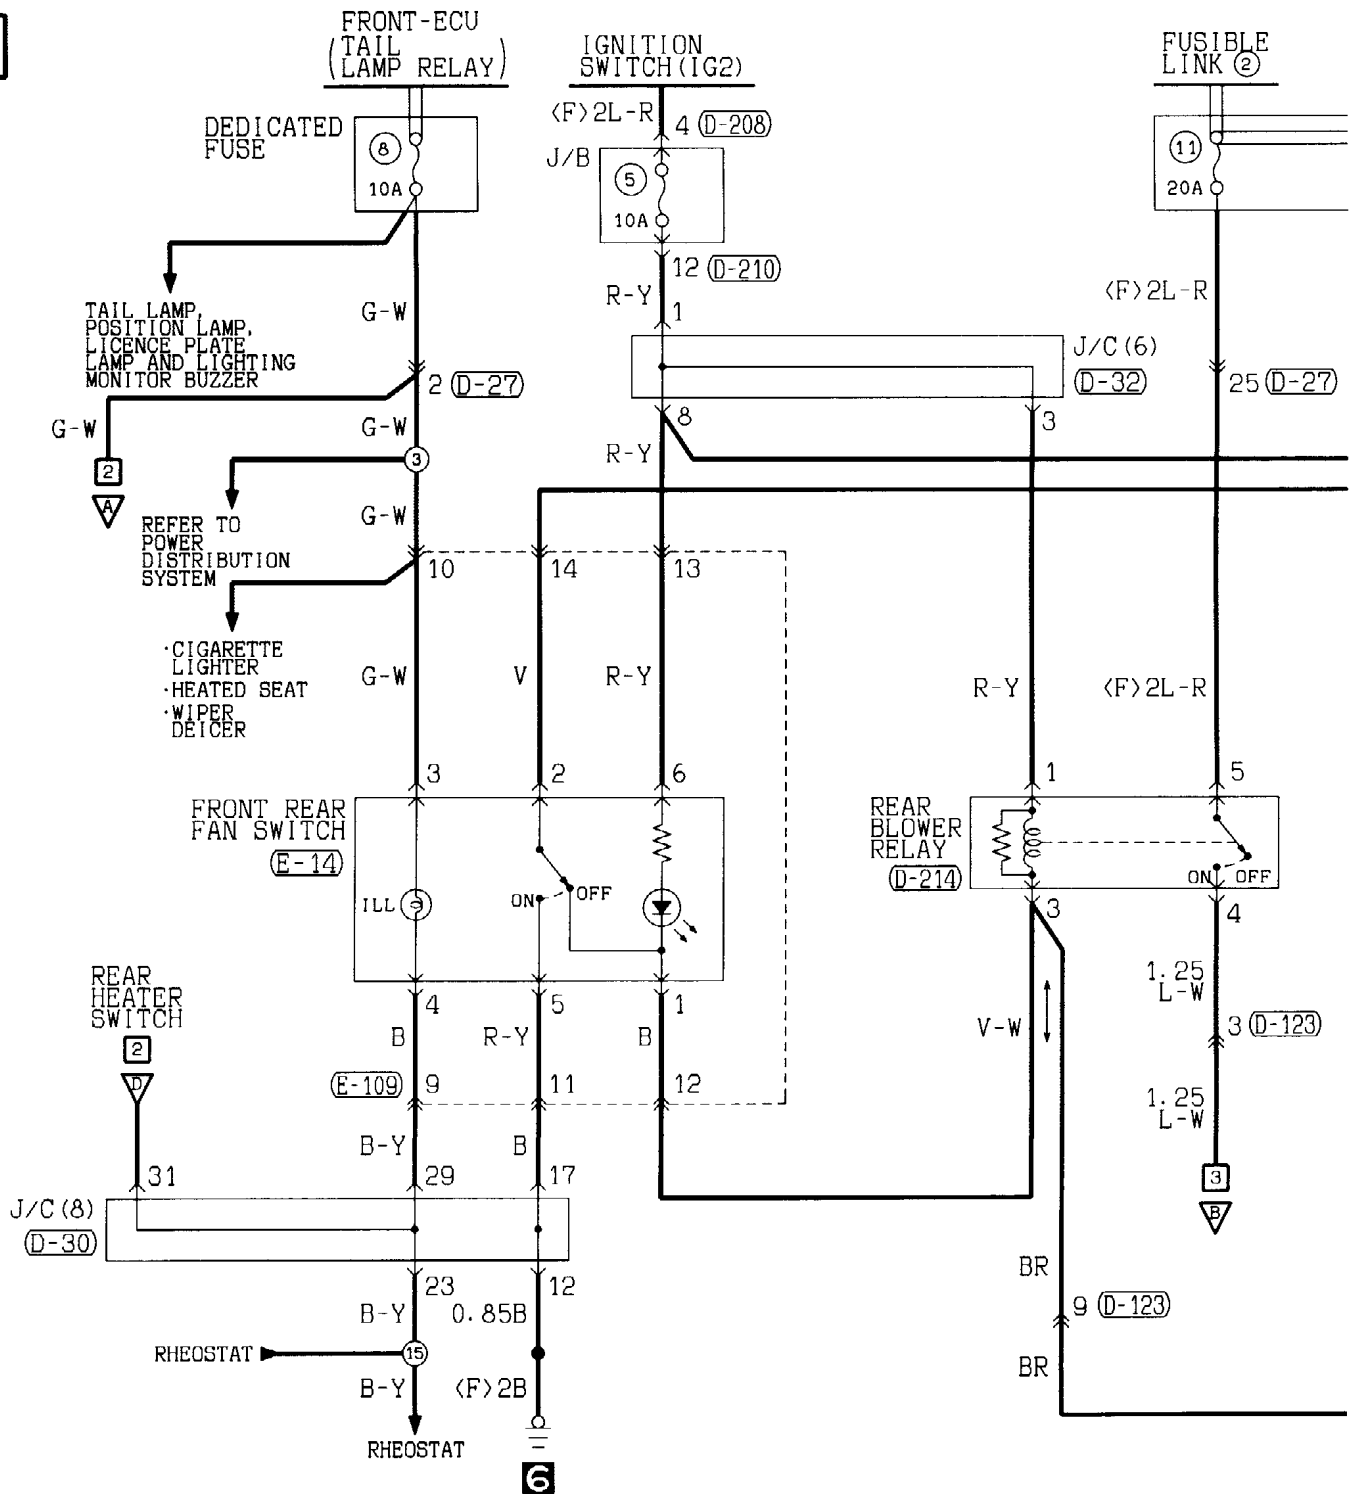 FRONT-ECU
(TAIL
LAMP RELAY)
IGNITION
SWITCH(IG2)
FUSIBLE
LINK ②
DEDICATED
FUSE
8
10A
<F>2L-R
4 (D-208)
J/B
5
10A
11
20A
12 (D-210)
R-Y
1
<F>2L-R
TAIL LAMP,
POSITION LAMP,
LICENCE PLATE
LAMP AND LIGHTING
MONITOR BUZZER
G-W
J/C(6)
(D-32)
2 (D-27)
25 (D-27)
G-W
G-W
8
3
R-Y
2
A
3
REFER TO
POWER
DISTRIBUTION
SYSTEM
G-W
10
14
13
·CIGARETTE
LIGHTER
·HEATED SEAT
·WIPER
DEICER
G-W
V
R-Y
R-Y
<F>2L-R
3
2
6
1
5
FRONT REAR
FAN SWITCH
(E-14)
ILL
ON
OFF
REAR
BLOWER
RELAY
(D-214)
ON
OFF
4
5
1
3
4
REAR
HEATER
SWITCH
2
D
B
R-Y
B
V-W
1.25
L-W
3 (D-123)
(E-109) 9
11
12
1.25
L-W
B-Y
B
31
29
17
3
B
J/C(8)
(D-30)
23
12
BR
B-Y
0.85B
9 (D-123)
RHEOSTAT
15
BR
B-Y
<F>2B
RHEOSTAT
6